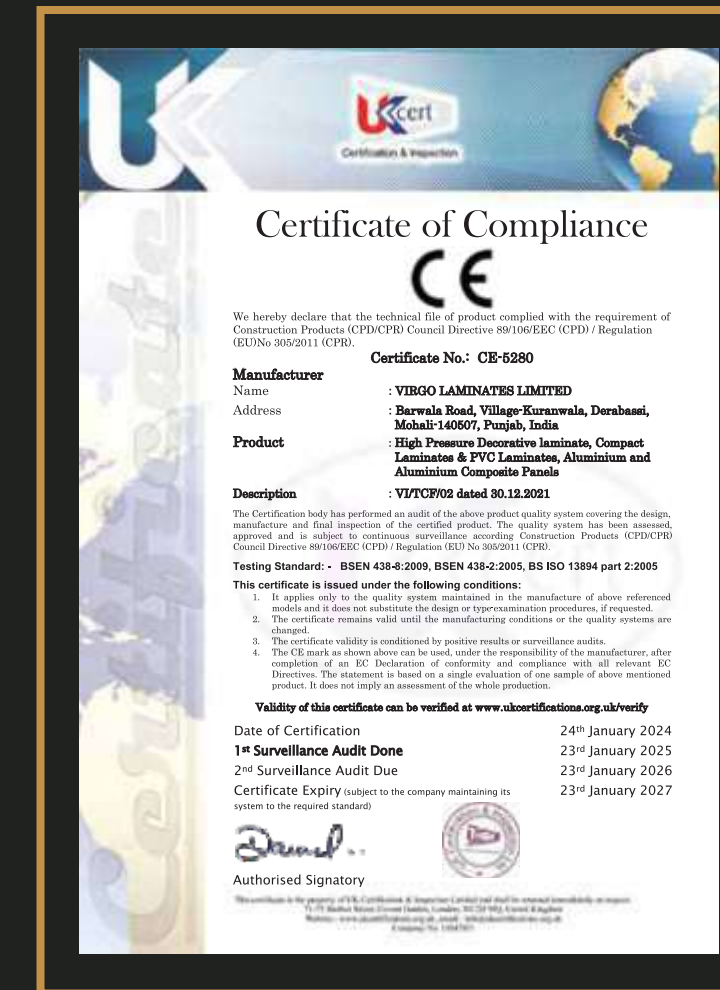 UK
UKcert
Certification & Inspection
Certificate
Certificate of Compliance
CE
We hereby declare that the technical file of product complied with the requirement of
Construction Products (CPD/CPR) Council Directive 89/106/EEC (CPD) / Regulation
(EU)No 305/2011 (CPR).
Certificate No.: CE-5280
Manufacturer
Name : VIRGO LAMINATES LIMITED
Address : Barwala Road, Village-Kuranwala, Derabassi,
Mohali-140507, Punjab, India
Product : High Pressure Decorative laminate, Compact
Laminates & PVC Laminates, Aluminium and
Aluminium Composite Panels
Description : VI/TCF/02 dated 30.12.2021
The Certification body has performed an audit of the above product quality system covering the design,
manufacture and final inspection of the certified product. The quality system has been assessed,
approved and is subject to continuous surveillance according Construction Products (CPD/CPR)
Council Directive 89/106/EEC (CPD) / Regulation (EU) No 305/2011 (CPR).
Testing Standard: - BSEN 438-8:2009, BSEN 438-2:2005, BS ISO 13894 part 2:2005
This certificate is issued under the following conditions:
1. It applies only to the quality system maintained in the manufacture of above referenced
models and it does not substitute the design or type-examination procedures, if requested.
2. The certificate remains valid until the manufacturing conditions or the quality systems are
changed.
3. The certificate validity is conditioned by positive results or surveillance audits.
4. The CE mark as shown above can be used, under the responsibility of the manufacturer, after
completion of an EC Declaration of conformity and compliance with all relevant EC
Directives. The statement is based on a single evaluation of one sample of above mentioned
product. It does not imply an assessment of the whole production.
Validity of this certificate can be verified at www.ukcertifications.org.uk/verify
Date of Certification 24th January 2024
1st Surveillance Audit Done 23rd January 2025
2nd Surveillance Audit Due 23rd January 2026
Certificate Expiry (subject to the company maintaining its 23rd January 2027
system to the required standard)
Authorised Signatory